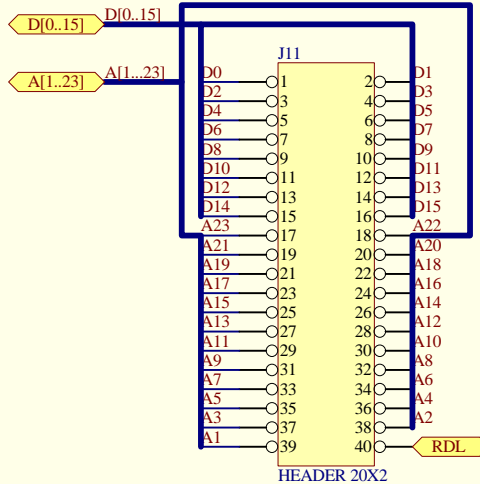 D[0..15] D[0..15]
J11
A[1..23] A[1...23]
D0 1 2 D1
D2 3 4 D3
D4 5 6 D5
D6 7 8 D7
D8 9 10 D9
D10 11 12 D11
D12 13 14 D13
D14 15 16 D15
A23 17 18 A22
A21 19 20 A20
A19 21 22 A18
A17 23 24 A16
A15 25 26 A14
A13 27 28 A12
A11 29 30 A10
A9 31 32 A8
A7 33 34 A6
A5 35 36 A4
A3 37 38 A2
A1 39 40 RDL
HEADER 20X2